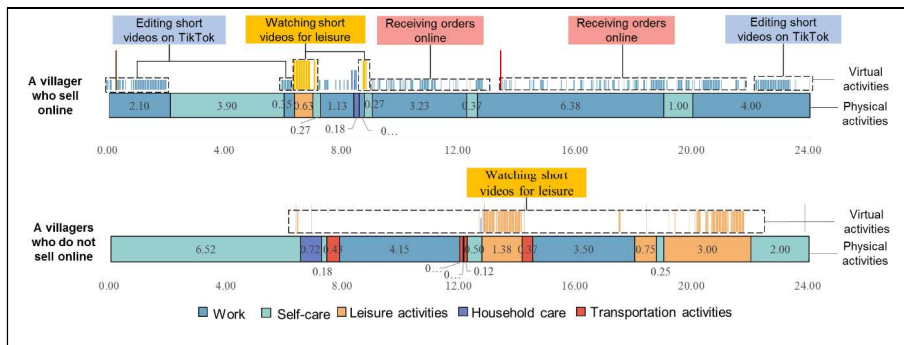 Editing short
videos on TikTok
Watching short
videos for leisure
Receiving orders
online
Receiving orders
online
Editing short
videos on TikTok
A villager
who sell
online
Virtual
activities
2.10 3.90 0.35 0.63 1.13 0.27 3.23 0.37 6.38 1.00 4.00
Physical
activities
0.27 0.18 0…
0.00 4.00 8.00 12.00 16.00 20.00 24.00
Watching short
videos for leisure
A villagers
who do not
sell online
Virtual
activities
6.52 0.72 0.43 4.15 0.50 1.38 0.37 3.50 0.75 3.00 2.00
Physical
activities
0.18 0… 0… 0.12 0.25
0.00 4.00 8.00 12.00 16.00 20.00 24.00
Work Self-care Leisure activities Household care Transportation activities